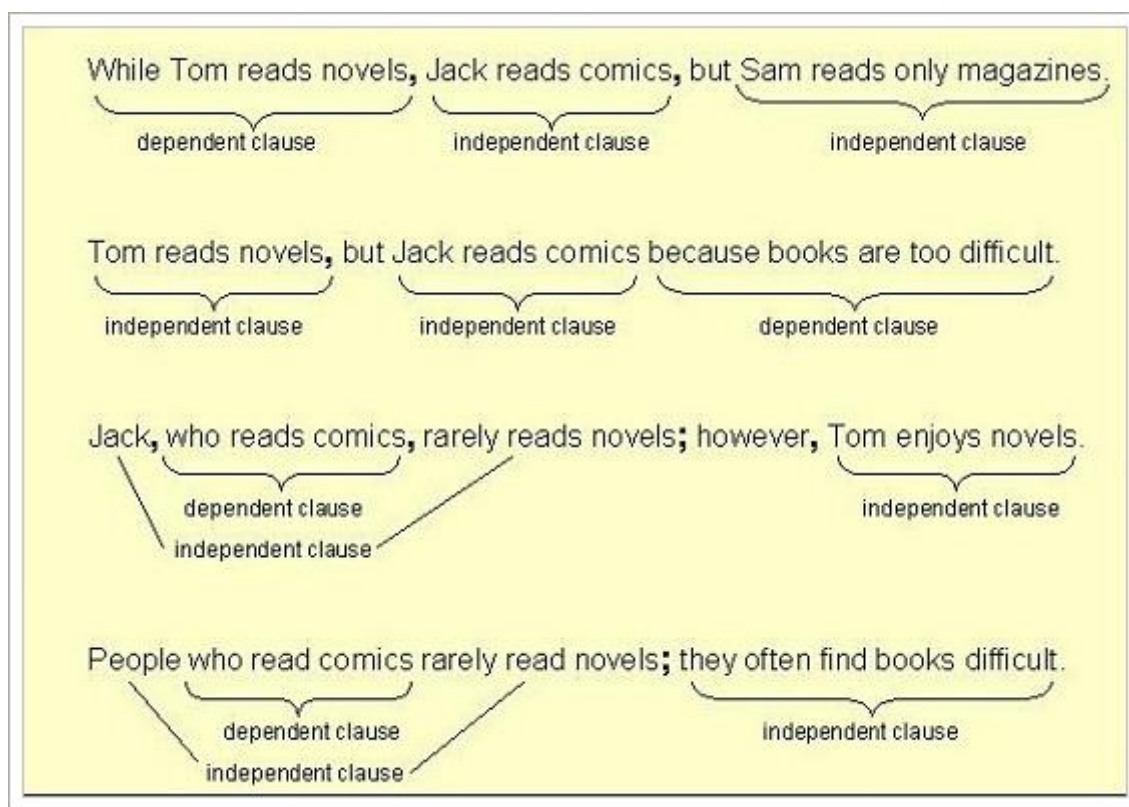 While Tom reads novels, Jack reads comics, but Sam reads only magazines.
dependent clause independent clause independent clause
Tom reads novels, but Jack reads comics because books are too difficult.
independent clause independent clause dependent clause
Jack, who reads comics, rarely reads novels; however, Tom enjoys novels.
dependent clause independent clause
independent clause
People who read comics rarely read novels; they often find books difficult.
dependent clause independent clause
independent clause